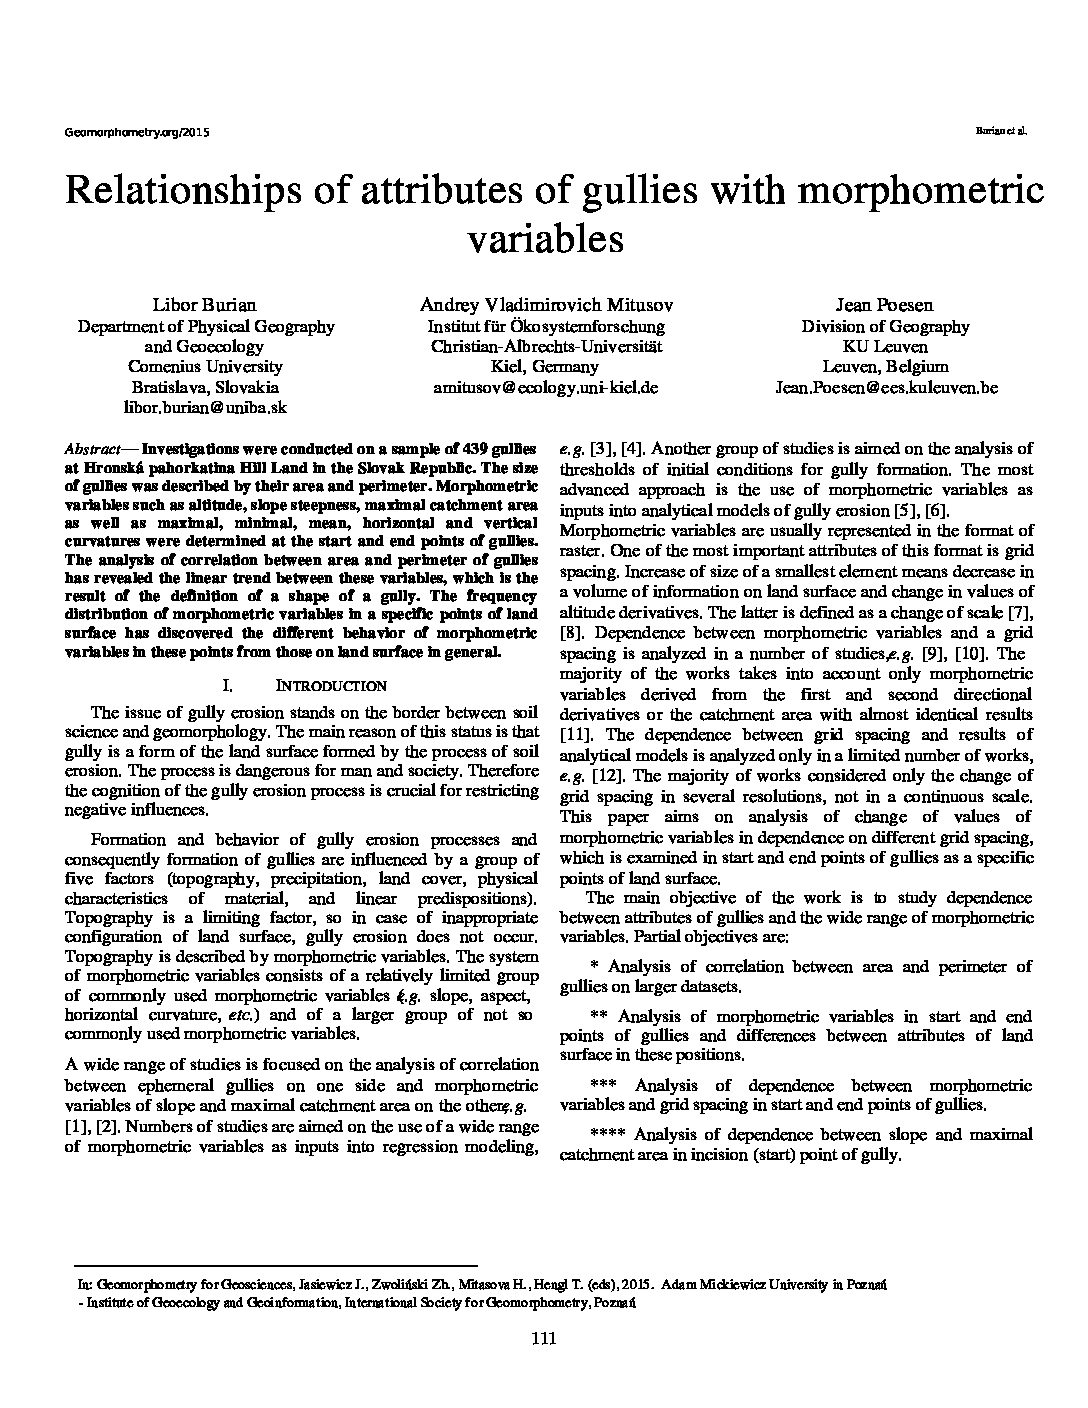 Geomorphometry.org/2015
Burian et al.
Relationships of attributes of gullies with morphometric
variables
Libor Burian
Department of Physical Geography
and Geoecology
Comenius University
Bratislava, Slovakia
libor.burian@uniba.sk
Andrey Vladimirovich Mitusov
Institut für Ökosystemforschung
Christian-Albrechts-Universität
Kiel, Germany
amitusov@ecology.uni-kiel.de
Jean Poesen
Division of Geography
KU Leuven
Leuven, Belgium
Jean.Poesen@ees.kuleuven.be
Abstract— Investigations were conducted on a sample of 439 gullies
at Hronská pahorkatina Hill Land in the Slovak Republic. The size
of gullies was described by their area and perimeter. Morphometric
variables such as altitude, slope steepness, maximal catchment area
as well as maximal, minimal, mean, horizontal and vertical
curvatures were determined at the start and end points of gullies.
The analysis of correlation between area and perimeter of gullies
has revealed the linear trend between these variables, which is the
result of the definition of a shape of a gully. The frequency
distribution of morphometric variables in a specific points of land
surface has discovered the different behavior of morphometric
variables in these points from those on land surface in general.
I. INTRODUCTION
The issue of gully erosion stands on the border between soil
science and geomorphology. The main reason of this status is that
gully is a form of the land surface formed by the process of soil
erosion. The process is dangerous for man and society. Therefore
the cognition of the gully erosion process is crucial for restricting
negative influences.
Formation and behavior of gully erosion processes and
consequently formation of gullies are influenced by a group of
five factors (topography, precipitation, land cover, physical
characteristics of material, and linear predispositions).
Topography is a limiting factor, so in case of inappropriate
configuration of land surface, gully erosion does not occur.
Topography is described by morphometric variables. The system
of morphometric variables consists of a relatively limited group
of commonly used morphometric variables (e.g. slope, aspect,
horizontal curvature, etc.) and of a larger group of not so
commonly used morphometric variables.
A wide range of studies is focused on the analysis of correlation
between ephemeral gullies on one side and morphometric
variables of slope and maximal catchment area on the other, e.g.
[1], [2]. Numbers of studies are aimed on the use of a wide range
of morphometric variables as inputs into regression modeling,
e.g. [3], [4]. Another group of studies is aimed on the analysis of
thresholds of initial conditions for gully formation. The most
advanced approach is the use of morphometric variables as
inputs into analytical models of gully erosion [5], [6].
Morphometric variables are usually represented in the format of
raster. One of the most important attributes of this format is grid
spacing. Increase of size of a smallest element means decrease in
a volume of information on land surface and change in values of
altitude derivatives. The latter is defined as a change of scale [7],
[8]. Dependence between morphometric variables and a grid
spacing is analyzed in a number of studies,e.g. [9], [10]. The
majority of the works takes into account only morphometric
variables derived from the first and second directional
derivatives or the catchment area with almost identical results
[11]. The dependence between grid spacing and results of
analytical models is analyzed only in a limited number of works,
e.g. [12]. The majority of works considered only the change of
grid spacing in several resolutions, not in a continuous scale.
This paper aims on analysis of change of values of
morphometric variables in dependence on different grid spacing,
which is examined in start and end points of gullies as a specific
points of land surface.
The main objective of the work is to study dependence
between attributes of gullies and the wide range of morphometric
variables. Partial objectives are:
* Analysis of correlation between area and perimeter of
gullies on larger datasets.
** Analysis of morphometric variables in start and end
points of gullies and differences between attributes of land
surface in these positions.
*** Analysis of dependence between morphometric
variables and grid spacing in start and end points of gullies.
**** Analysis of dependence between slope and maximal
catchment area in incision (start) point of gully.
In: Geomorphometry for Geosciences, Jasiewicz J., Zwoliński Zb., Mitasova H., Hengl T. (eds), 2015. Adam Mickiewicz University in Poznań
- Institute of Geoecology and Geoinformation, International Society for Geomorphometry, Poznań
111